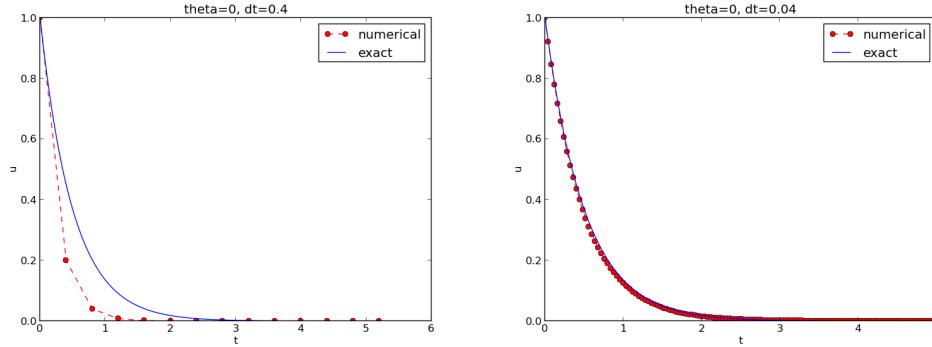 theta=0, dt=0.4
1.0
0.8
0.6
0.4
0.2
0.0
u
0 1 2 3 4 5 6
t
numerical
exact
theta=0, dt=0.04
1.0
0.8
0.6
0.4
0.2
0.0
u
0 1 2 3 4
t
numerical
exact